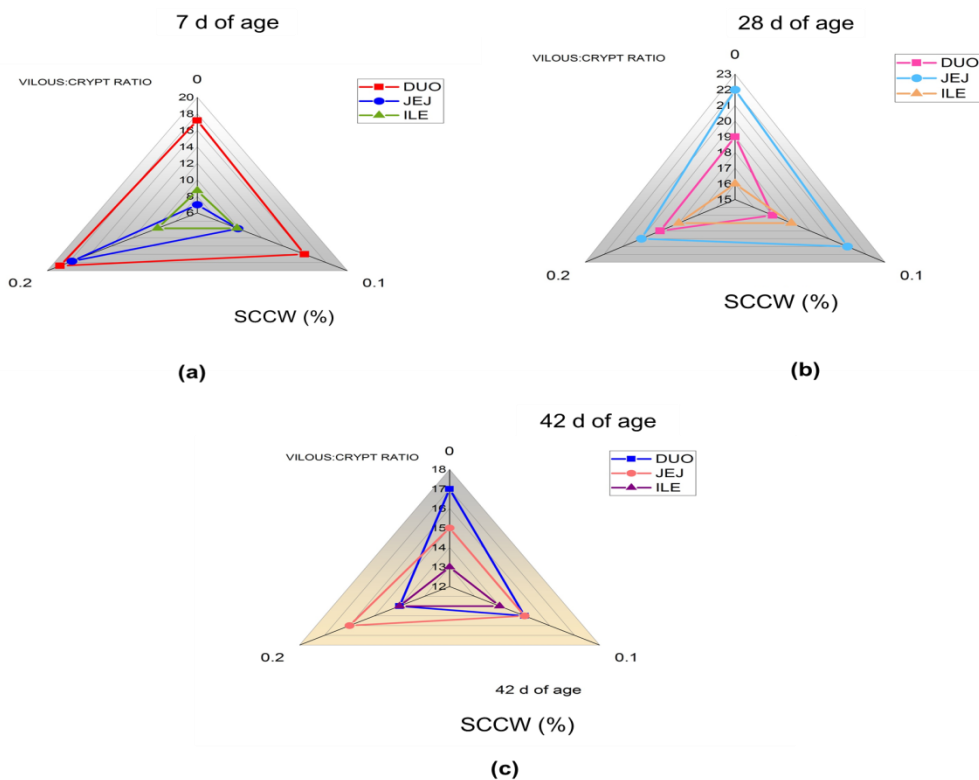 7 d of age
VILOUS:CRYPT RATIO
0
20
18
16
14
12
10
8
6
DUO
JEJ
ILE
0.2
0.1
SCCW (%)
(a)
28 d of age
VILOUS:CRYPT RATIO
0
23
22
21
20
19
18
17
16
15
DUO
JEJ
ILE
0.2
0.1
SCCW (%)
(b)
42 d of age
VILOUS:CRYPT RATIO
0
18
17
16
15
14
13
12
DUO
JEJ
ILE
0.2
0.1
42 d of age
SCCW (%)
(c)